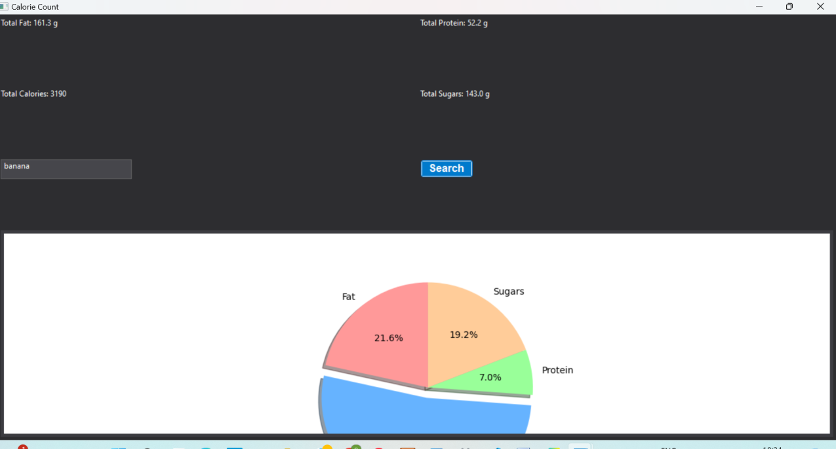 Calorie Count
Total Fat: 161.3 g
Total Protein: 52.2 g
Total Calories: 3190
Total Sugars: 143.0 g
banana
Search
Fat
Sugars
21.6%
19.2%
Protein
7.0%